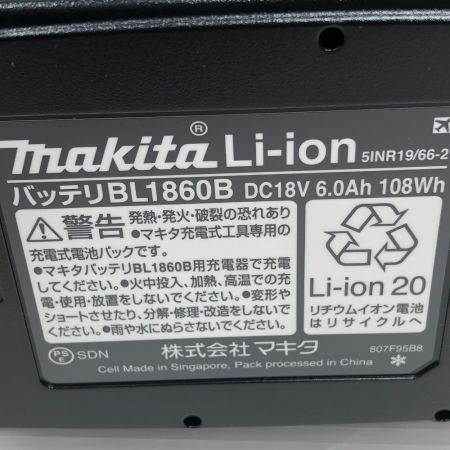 makita® Li-ion 5INR19/66-2
バッテリBL1860B DC18V 6.0Ah 108Wh
⚠警告 発熱・発火・破裂の恐れあり
●マキタ充電式工具専用の
充電式電池パックです。
●マキタバッテリBL1860B用充電器で充電
してください。●火中投入、加熱、高温での充
電・使用・放置をしないでください。●変形や
ショートさせたり、分解・修理・改造をしないで
ください。●雨や水にぬらさないでください。
Li-ion 20
リチウムイオン電池
はリサイクルへ
PS E SDN 株式会社マキタ 807F95B8
Cell Made in Singapore, Pack processed in China